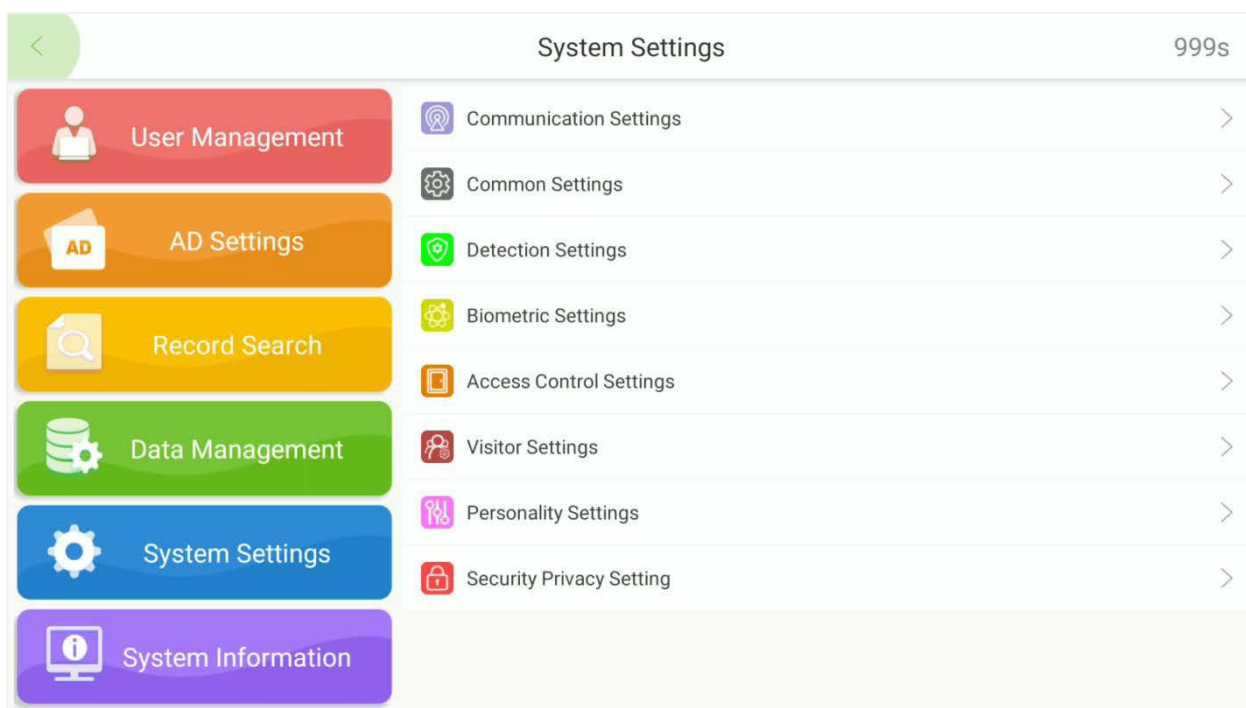 System Settings
999s
User Management
AD
AD Settings
Record Search
Data Management
System Settings
System Information
Communication Settings
Common Settings
Detection Settings
Biometric Settings
Access Control Settings
Visitor Settings
Personality Settings
Security Privacy Setting